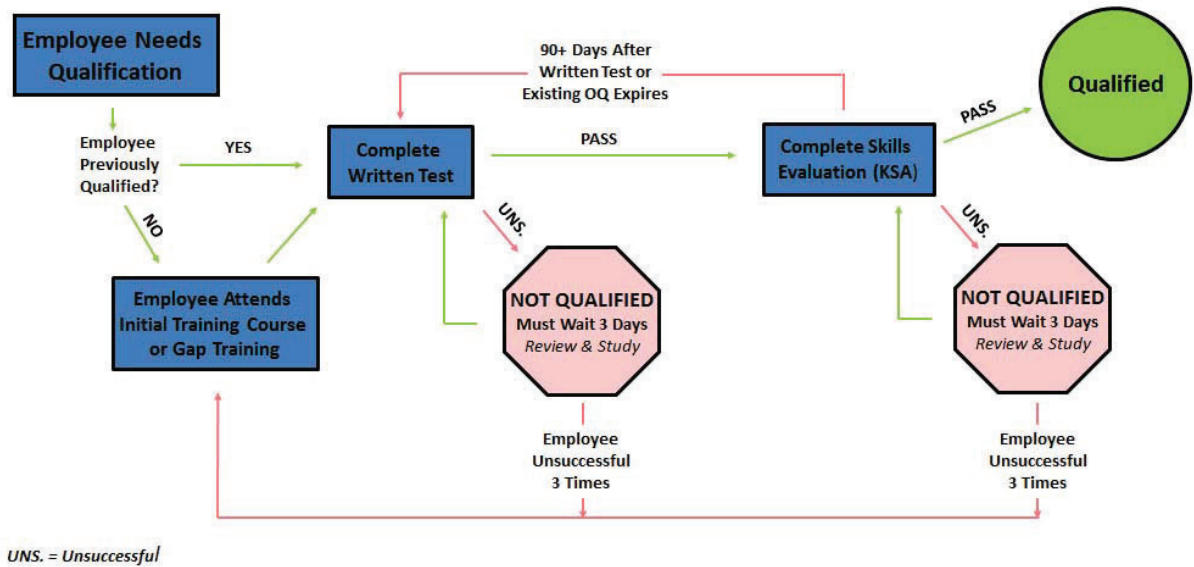 Employee Needs
Qualification
Employee
Previously
Qualified?
YES
NO
Employee Attends
Initial Training Course
or Gap Training
Complete
Written Test
90+ Days After
Written Test or
Existing OQ Expires
PASS
UNS.
NOT QUALIFIED
Must Wait 3 Days
Review & Study
Employee
Unsuccessful
3 Times
Complete Skills
Evaluation (KSA)
PASS
Qualified
UNS.
NOT QUALIFIED
Must Wait 3 Days
Review & Study
Employee
Unsuccessful
3 Times
UNS. = Unsuccessful